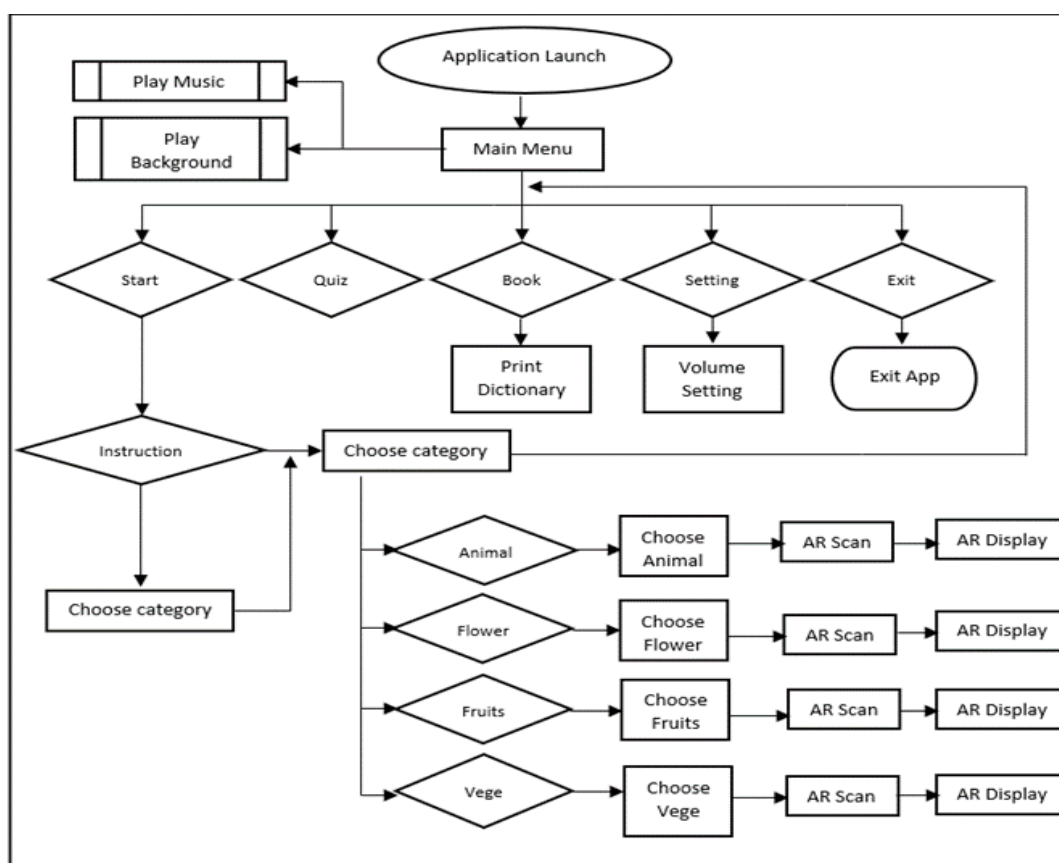 Application Launch
Play Music
Play
Background
Main Menu
Start
Quiz
Book
Setting
Exit
Print
Dictionary
Volume
Setting
Exit App
Instruction
Choose category
Choose category
Animal
Choose
Animal
AR Scan
AR Display
Flower
Choose
Flower
AR Scan
AR Display
Fruits
Choose
Fruits
AR Scan
AR Display
Vege
Choose
Vege
AR Scan
AR Display